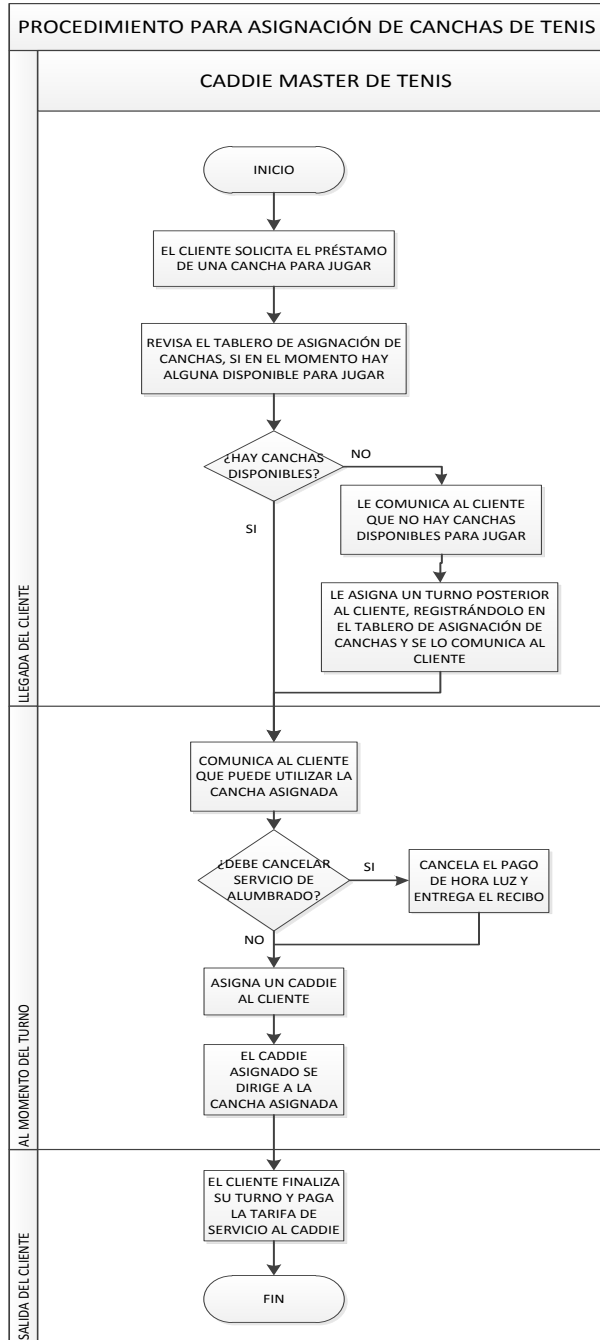 PROCEDIMIENTO PARA ASIGNACIÓN DE CANCHAS DE TENIS
CADDIE MASTER DE TENIS
LLEGADA DEL CLIENTE
INICIO
EL CLIENTE SOLICITA EL PRÉSTAMO
DE UNA CANCHA PARA JUGAR
REVISA EL TABLERO DE ASIGNACIÓN DE
CANCHAS, SI EN EL MOMENTO HAY
ALGUNA DISPONIBLE PARA JUGAR
¿HAY CANCHAS
DISPONIBLES?
NO
SI
LE COMUNICA AL CLIENTE
QUE NO HAY CANCHAS
DISPONIBLES PARA JUGAR
LE ASIGNA UN TURNO POSTERIOR
AL CLIENTE, REGISTRÁNDOLO EN
EL TABLERO DE ASIGNACIÓN DE
CANCHAS Y SE LO COMUNICA AL
CLIENTE
AL MOMENTO DEL TURNO
COMUNICA AL CLIENTE
QUE PUEDE UTILIZAR LA
CANCHA ASIGNADA
¿DEBE CANCELAR
SERVICIO DE
ALUMBRADO?
SI
CANCELA EL PAGO
DE HORA LUZ Y
ENTREGA EL RECIBO
NO
ASIGNA UN CADDIE
AL CLIENTE
EL CADDIE
ASIGNADO SE
DIRIGE A LA
CANCHA ASIGNADA
SALIDA DEL CLIENTE
EL CLIENTE FINALIZA
SU TURNO Y PAGA
LA TARIFA DE
SERVICIO AL CADDIE
FIN